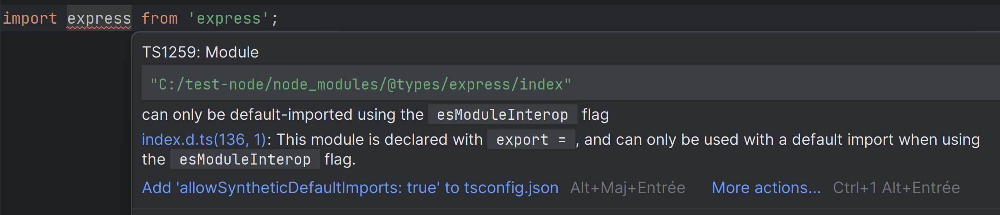 import express from 'express';
TS1259: Module
"C:/test-node/node_modules/@types/express/index"
can only be default-imported using the esModuleInterop flag
index.d.ts(136, 1): This module is declared with export = , and can only be used with a default import when using
the esModuleInterop flag.
Add 'allowSyntheticDefaultImports: true' to tsconfig.json Alt+Maj+Entrée More actions... Ctrl+1 Alt+Entrée